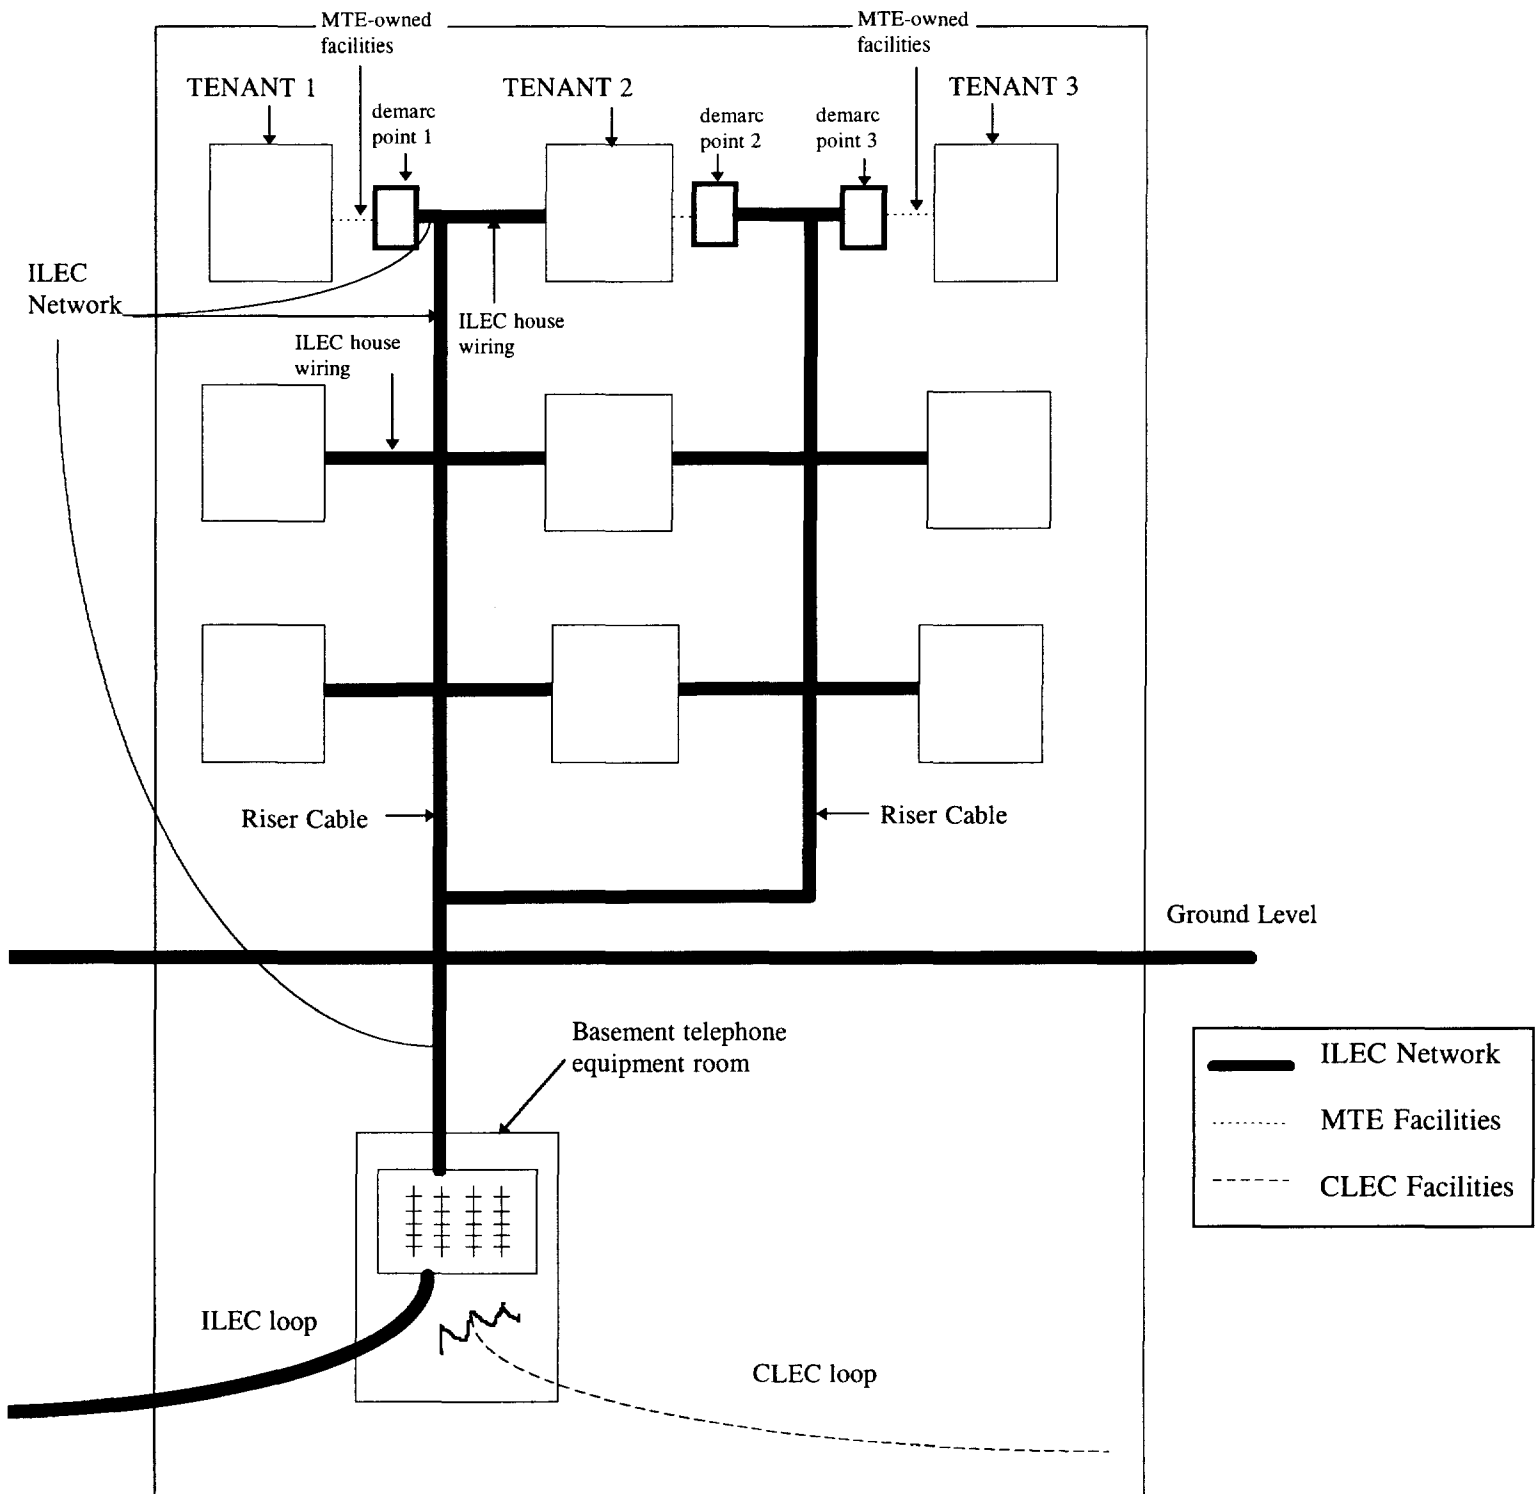 MTE-owned
facilities
MTE-owned
facilities
TENANT 1
TENANT 2
TENANT 3
demarc
point 1
demarc
point 2
demarc
point 3
ILEC
Network
ILEC house
wiring
ILEC house
wiring
Riser Cable
Riser Cable
Ground Level
Basement telephone
equipment room
ILEC Network
MTE Facilities
CLEC Facilities
ILEC loop
CLEC loop